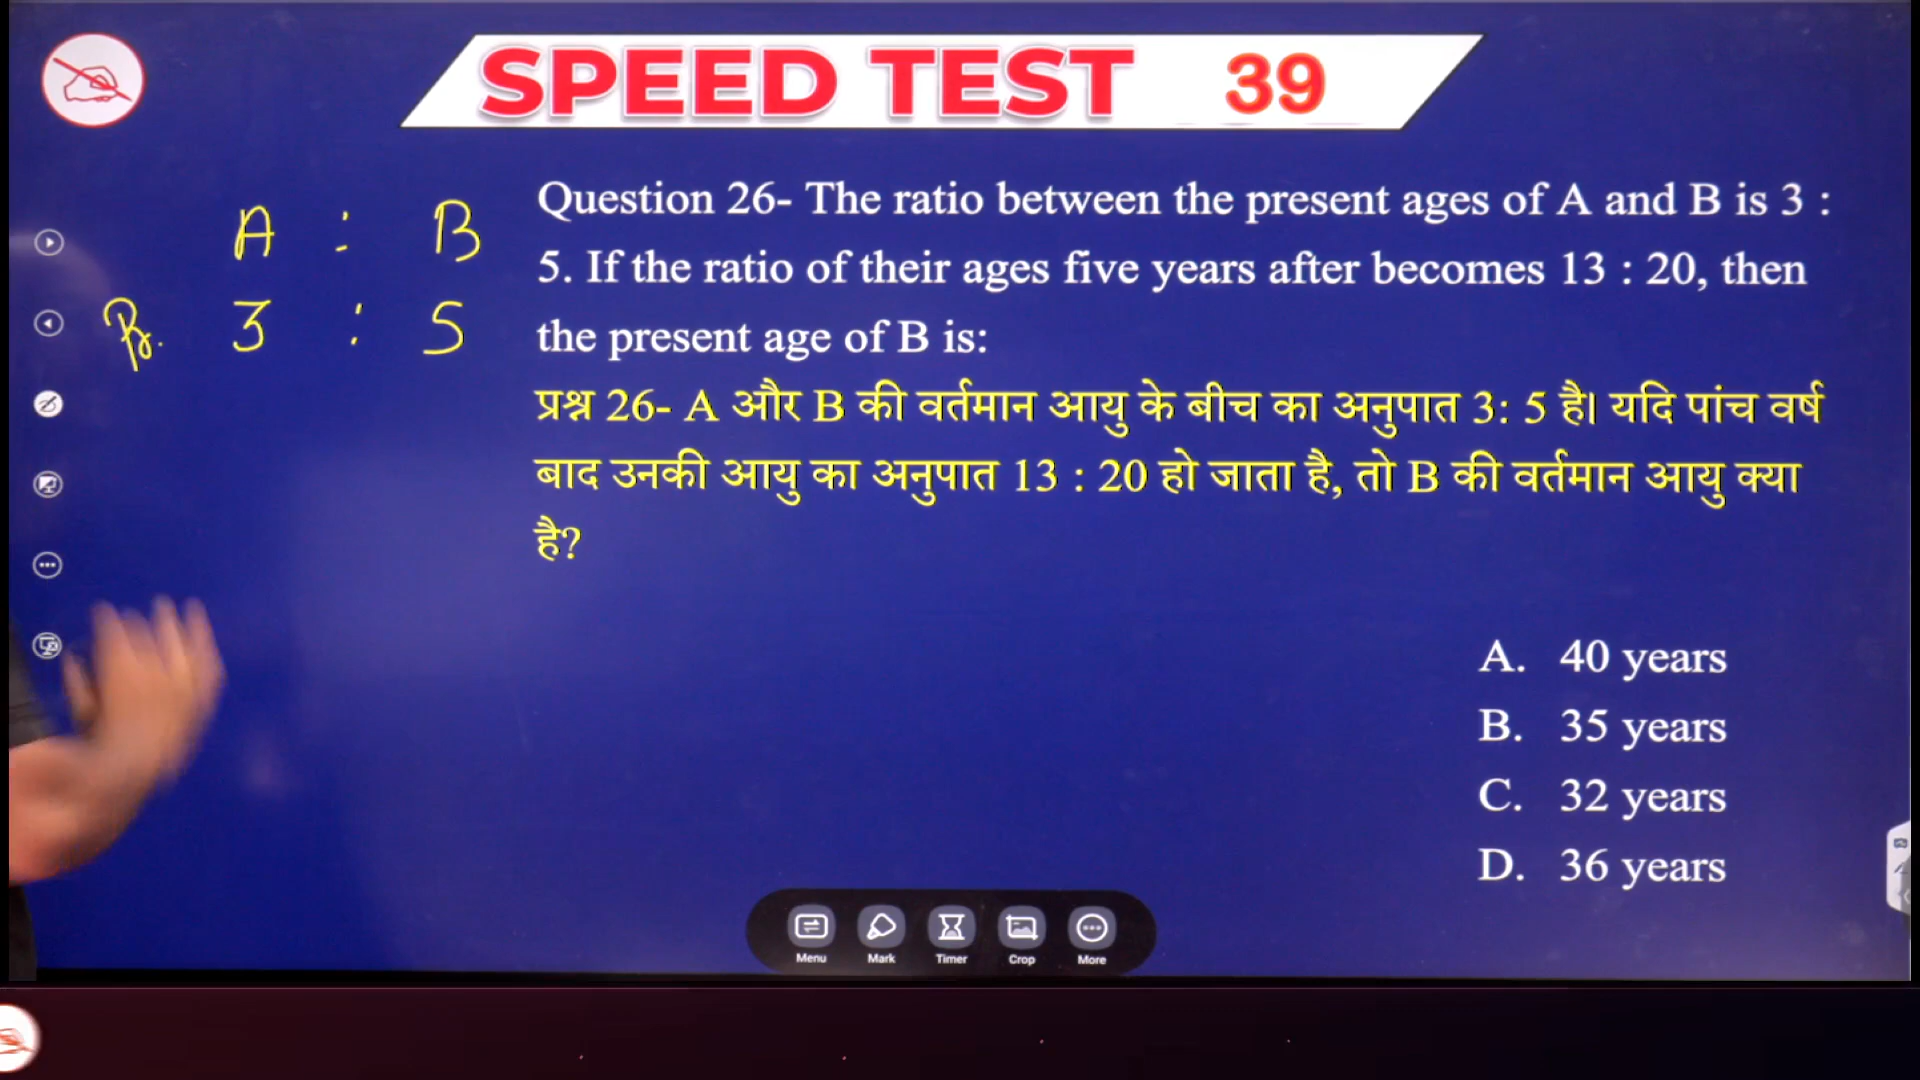 SPEED TEST 39
A : B
Pr. 3 : 5
Question 26- The ratio between the present ages of A and B is 3 :
5. If the ratio of their ages five years after becomes 13 : 20, then
the present age of B is:
प्रश्न 26- A और B की वर्तमान आयु के बीच का अनुपात 3: 5 है। यदि पांच वर्ष
बाद उनकी आयु का अनुपात 13 : 20 हो जाता है, तो B की वर्तमान आयु क्या
है?
A. 40 years
B. 35 years
C. 32 years
D. 36 years
Menu Mark Timer Crop More